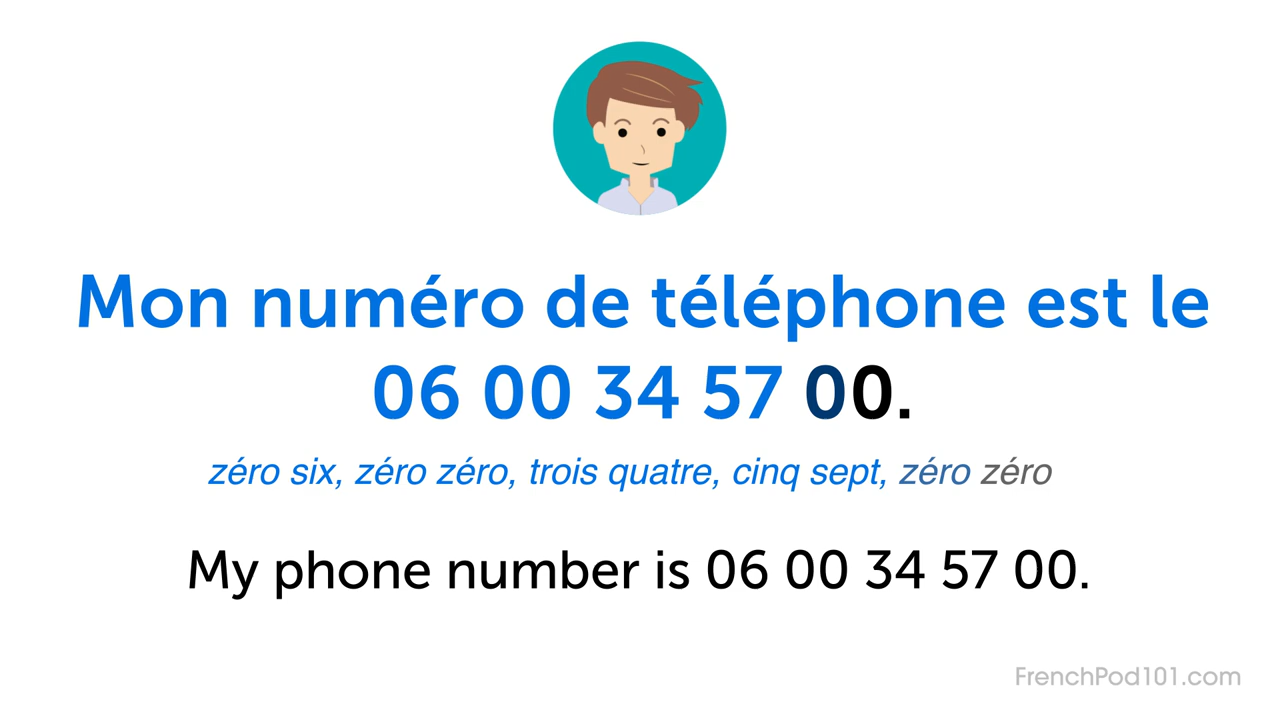 Mon numéro de téléphone est le
06 00 34 57 00.
zéro six, zéro zéro, trois quatre, cinq sept, zéro zéro
My phone number is 06 00 34 57 00.
FrenchPod101.com